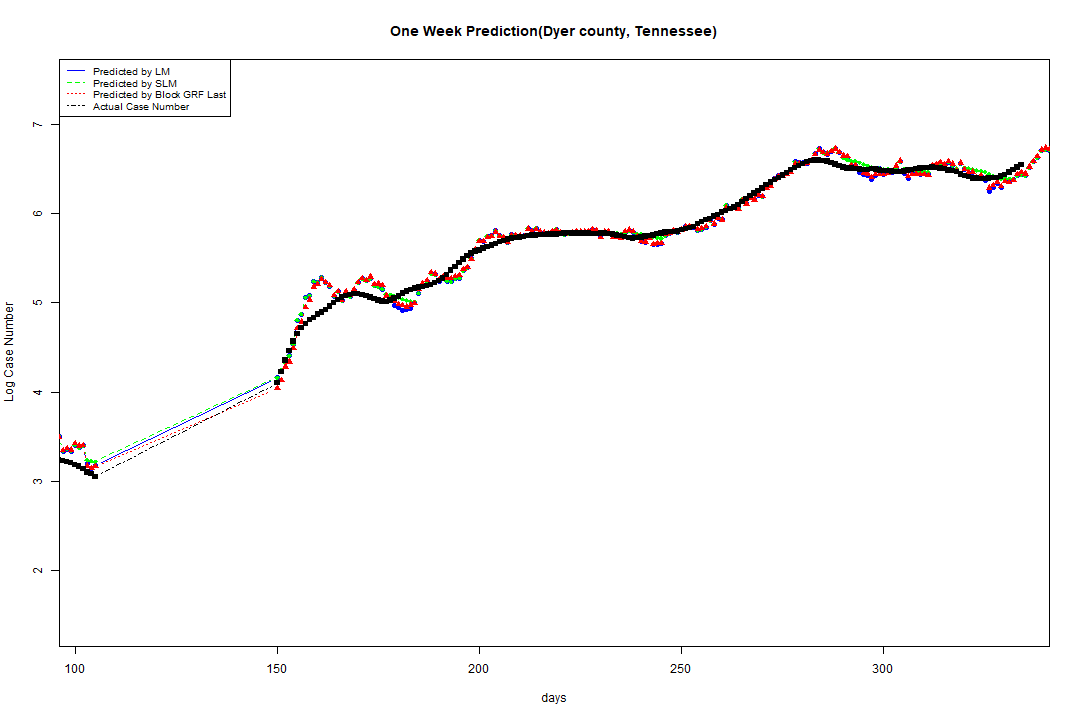 One Week Prediction(Dyer county, Tennessee)
Predicted by LM
Predicted by SLM
Predicted by Block GRF Last
Actual Case Number
7
6
5
4
3
2
Log Case Number
100 150 200 250 300
days